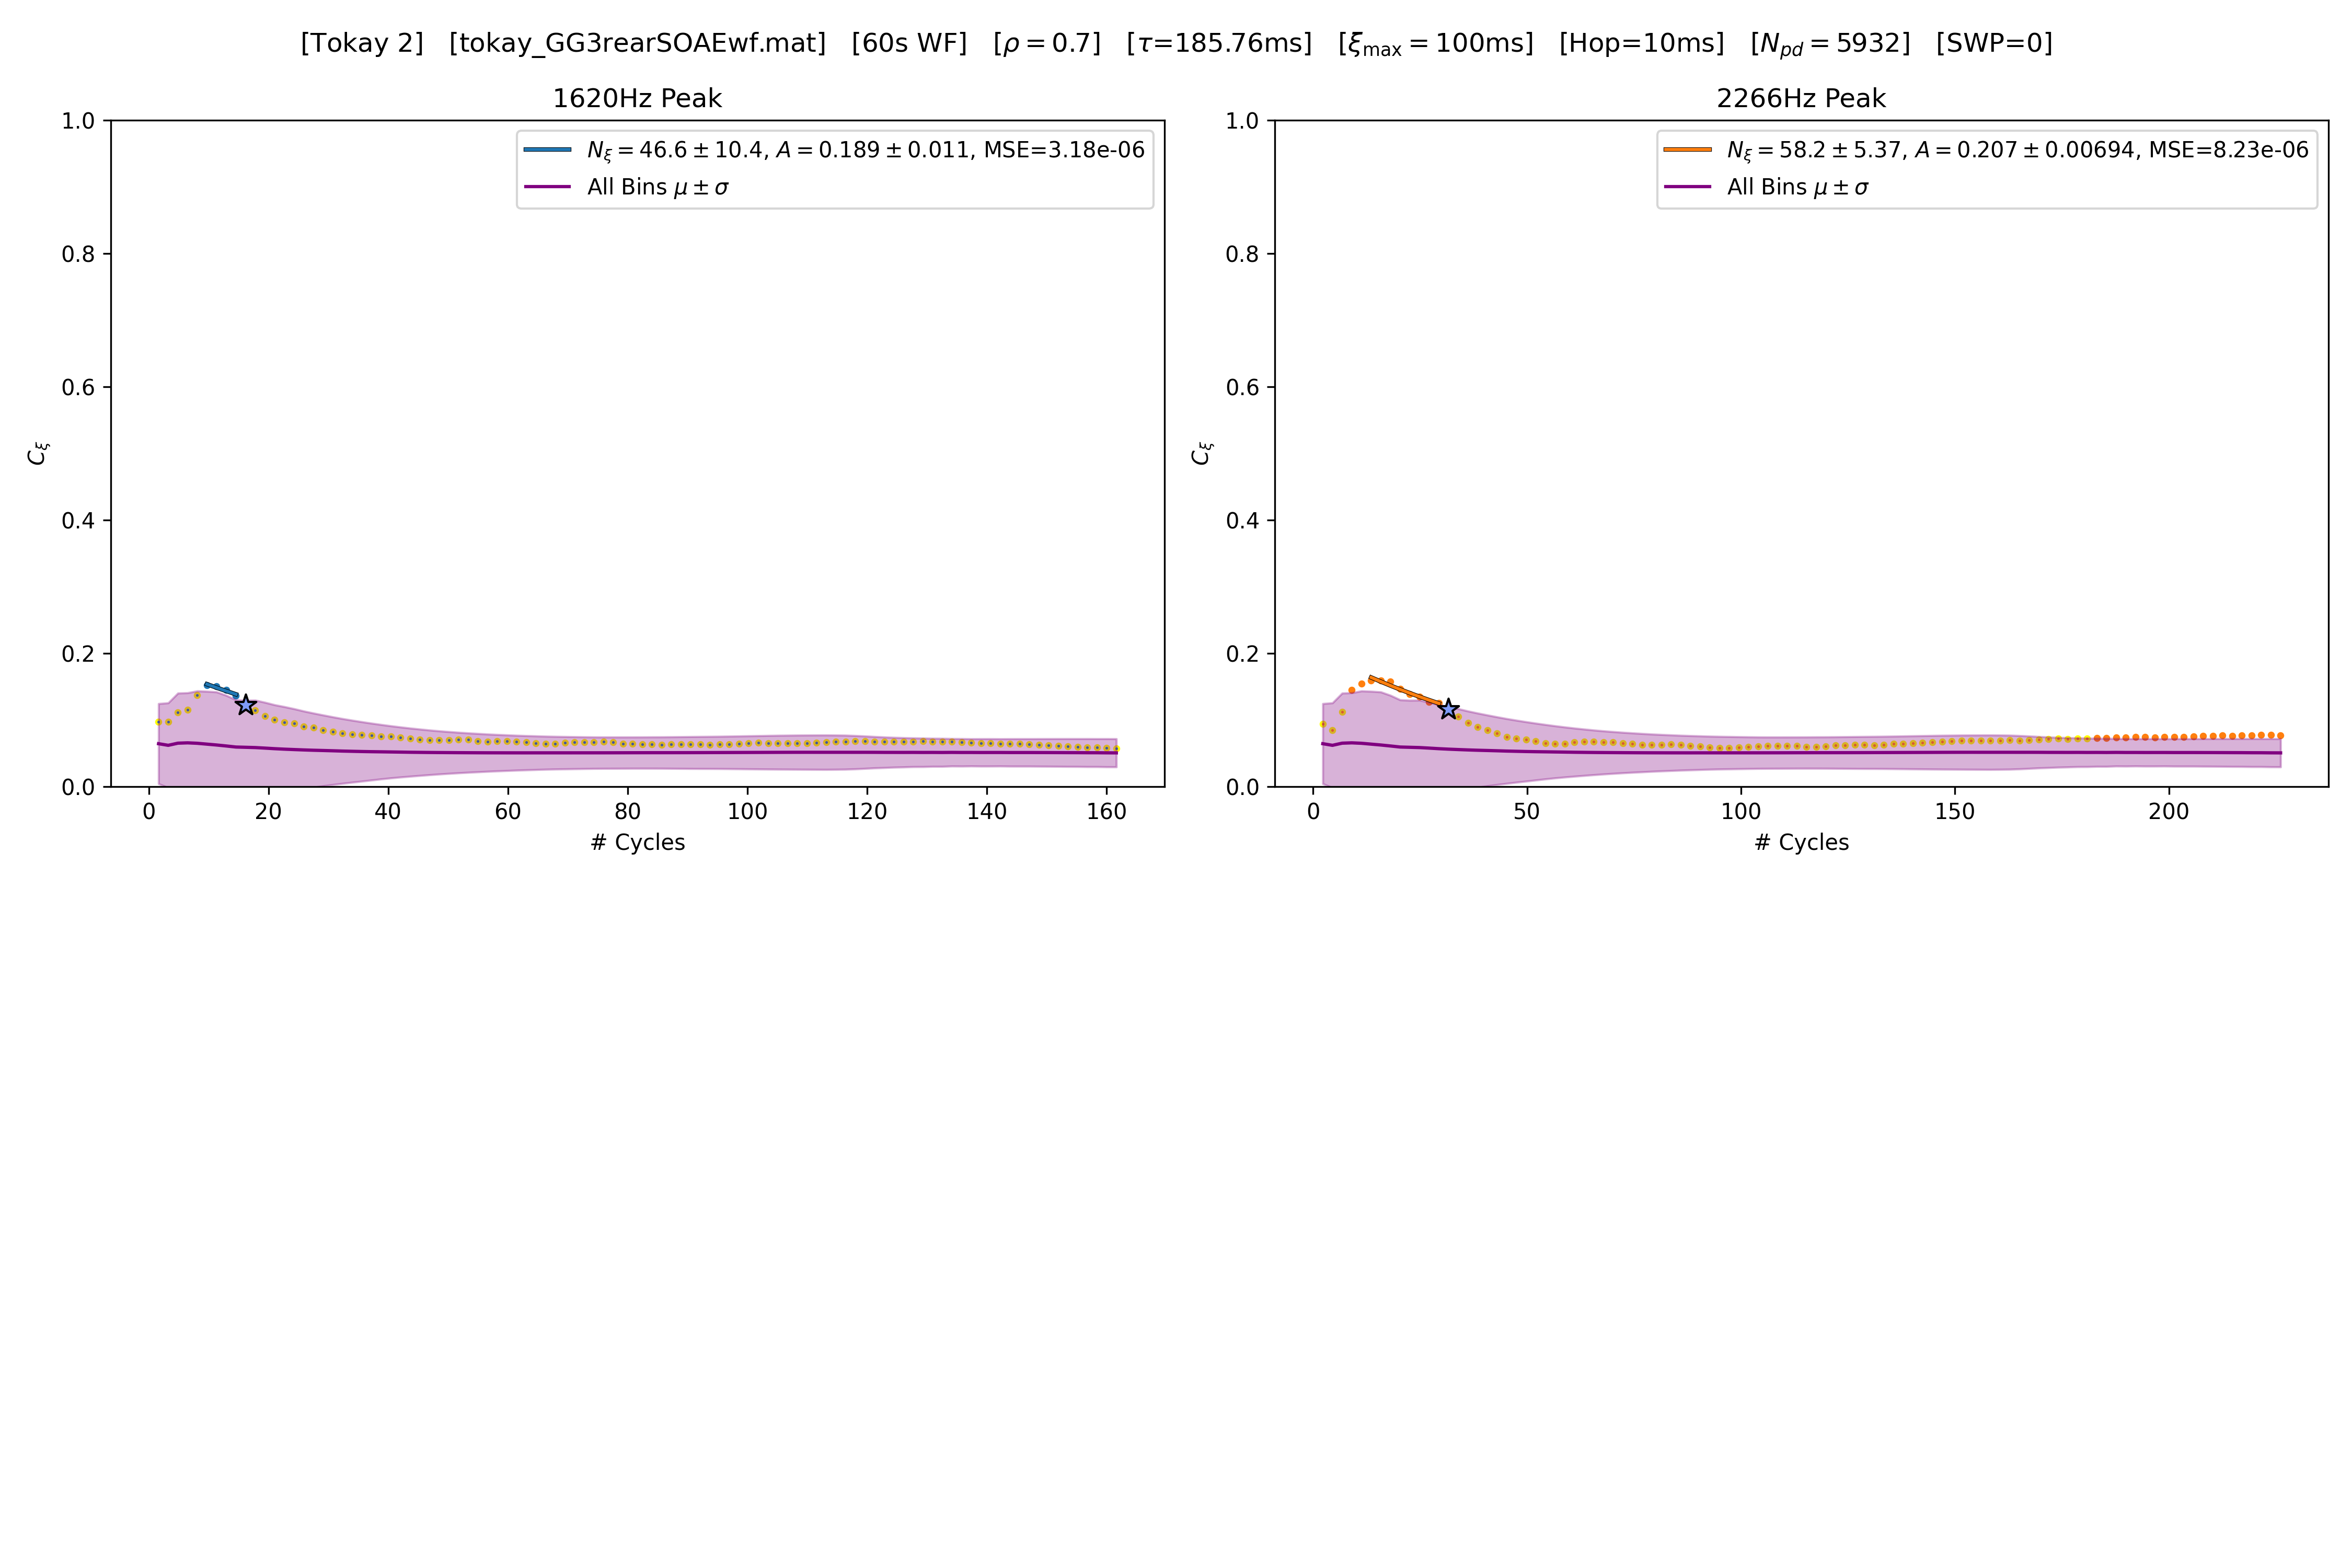 [Tokay 2] [tokay_GG3rearSOAEwf.mat] [60s WF] [ρ = 0.7] [τ=185.76ms] [ξmax = 100ms] [Hop=10ms] [Npd = 5932] [SWP=0]
1620Hz Peak
Nξ = 46.6 ± 10.4, A = 0.189 ± 0.011, MSE=3.18e-06
All Bins μ ± σ
1.0
0.8
0.6
0.4
0.2
0.0
Cξ
0 20 40 60 80 100 120 140 160
# Cycles
2266Hz Peak
Nξ = 58.2 ± 5.37, A = 0.207 ± 0.00694, MSE=8.23e-06
All Bins μ ± σ
1.0
0.8
0.6
0.4
0.2
0.0
Cξ
0 50 100 150 200
# Cycles